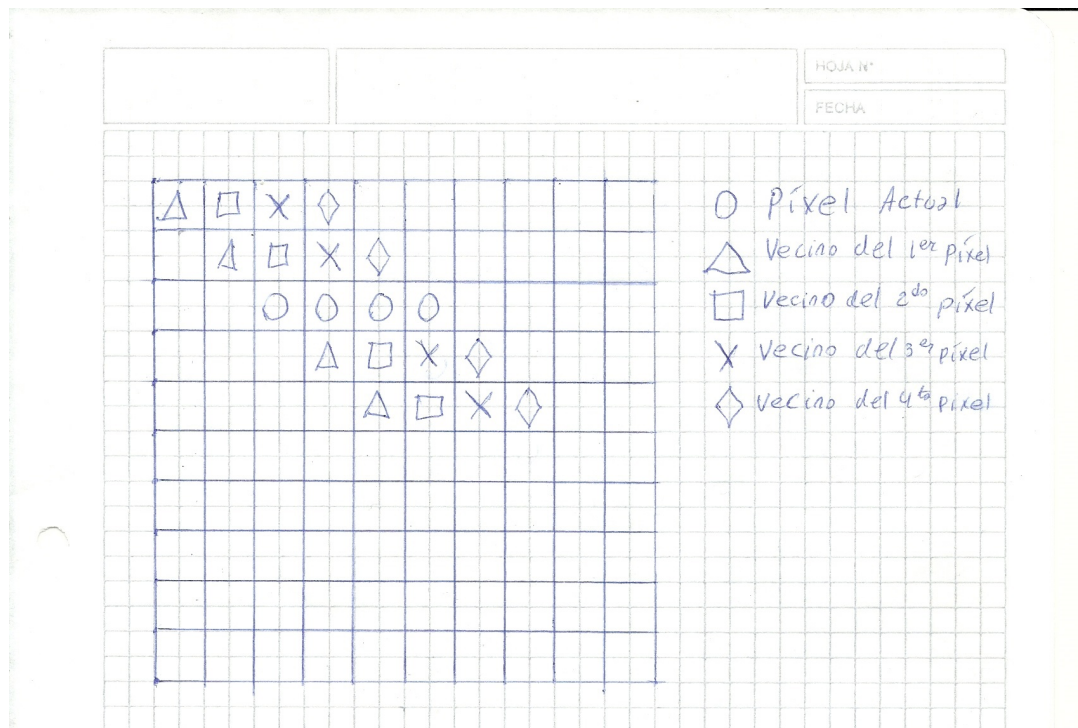 HOJA N°
FECHA
Píxel Actual
Vecino del 1er píxel
Vecino del 2do píxel
Vecino del 3er píxel
Vecino del 4to píxel